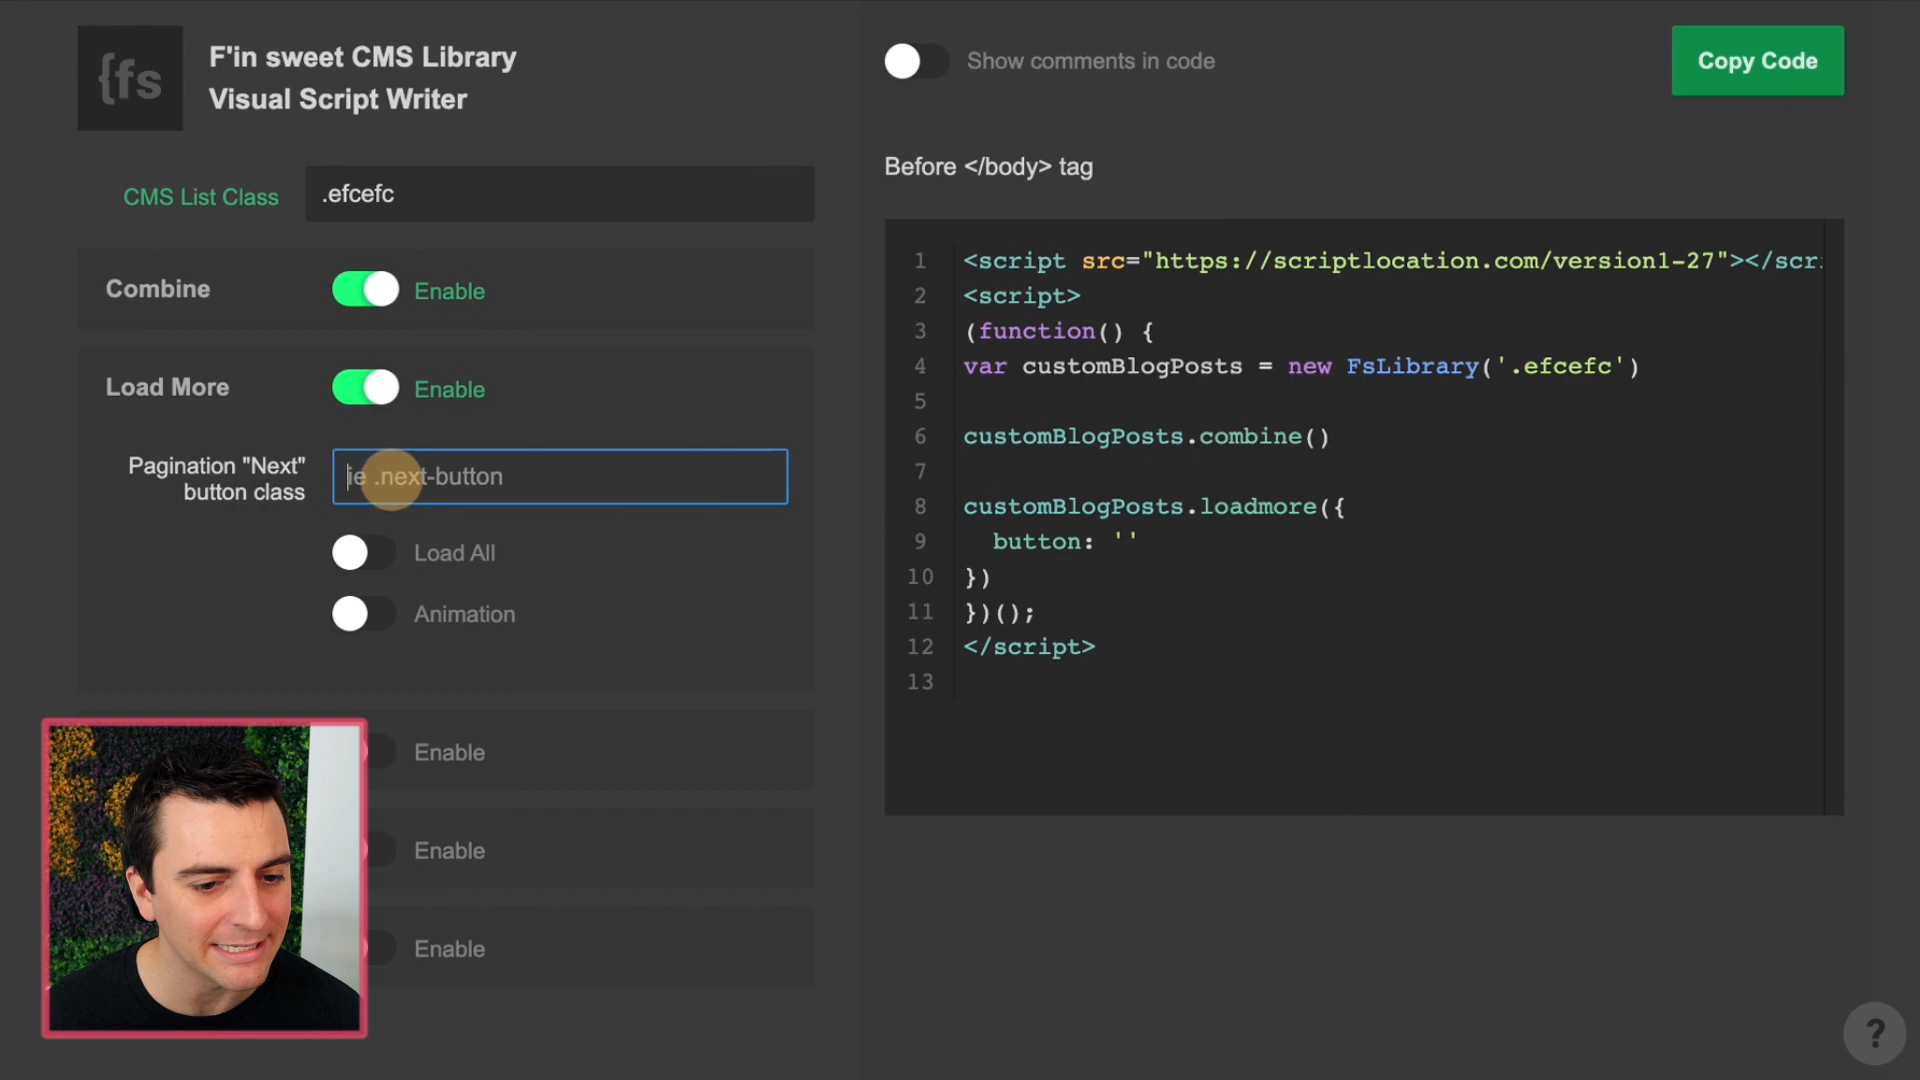 {fs
F'in sweet CMS Library
Visual Script Writer
CMS List Class
.efcefc
Combine
Enable
Load More
Enable
Pagination "Next"
button class
ie .next-button
Load All
Animation
Enable
Enable
Enable
Show comments in code
Copy Code
Before </body> tag
1 <script src="https://scriptlocation.com/version1-27"></scri
2 <script>
3 (function() {
4 var customBlogPosts = new FsLibrary('.efcefc')
5
6 customBlogPosts.combine()
7
8 customBlogPosts.loadmore({
9 button: ''
10 })
11 })();
12 </script>
13
?